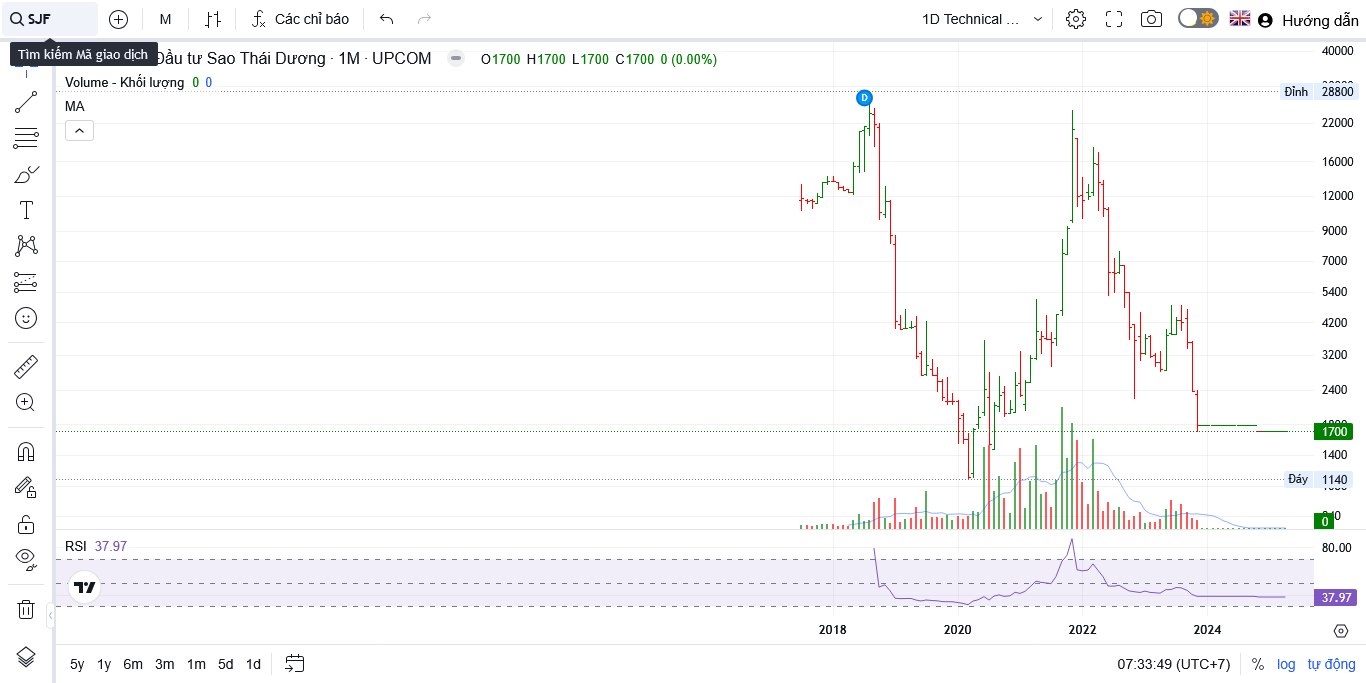 SJF
M
Các chỉ báo
1D Technical ...
Hướng dẫn
Tìm kiếm Mã giao dịch
Đầu tư Sao Thái Dương · 1M · UPCOM
O1700 H1700 L1700 C1700 0 (0.00%)
Volume - Khối lượng 0 0
MA
D
40000
Đỉnh 28800
22000
16000
12000
9000
7000
5400
4200
3200
2400
1700
1400
Đáy 1140
0
RSI 37.97
80.00
37.97
2018 2020 2022 2024
5y 1y 6m 3m 1m 5d 1d
07:33:49 (UTC+7) % log tự động